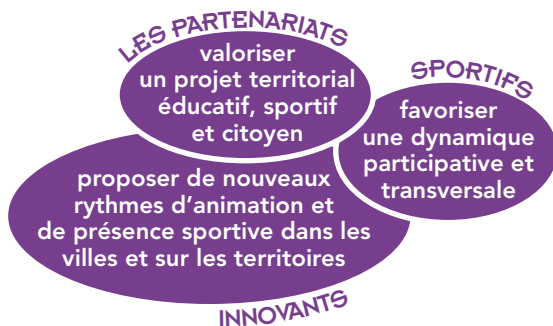 LES PARTENARIATS
valoriser
un projet territorial
éducatif, sportif
et citoyen
SPORTIFS
favoriser
une dynamique
participative et
transversale
proposer de nouveaux
rythmes d’animation et
de présence sportive dans les
villes et sur les territoires
INNOVANTS